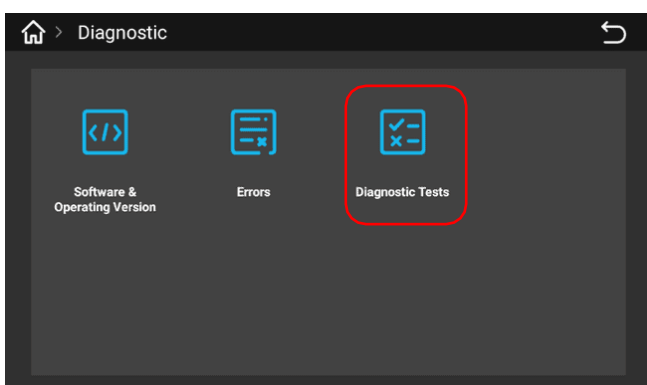 Diagnostic
Software &
Operating Version
Errors
Diagnostic Tests